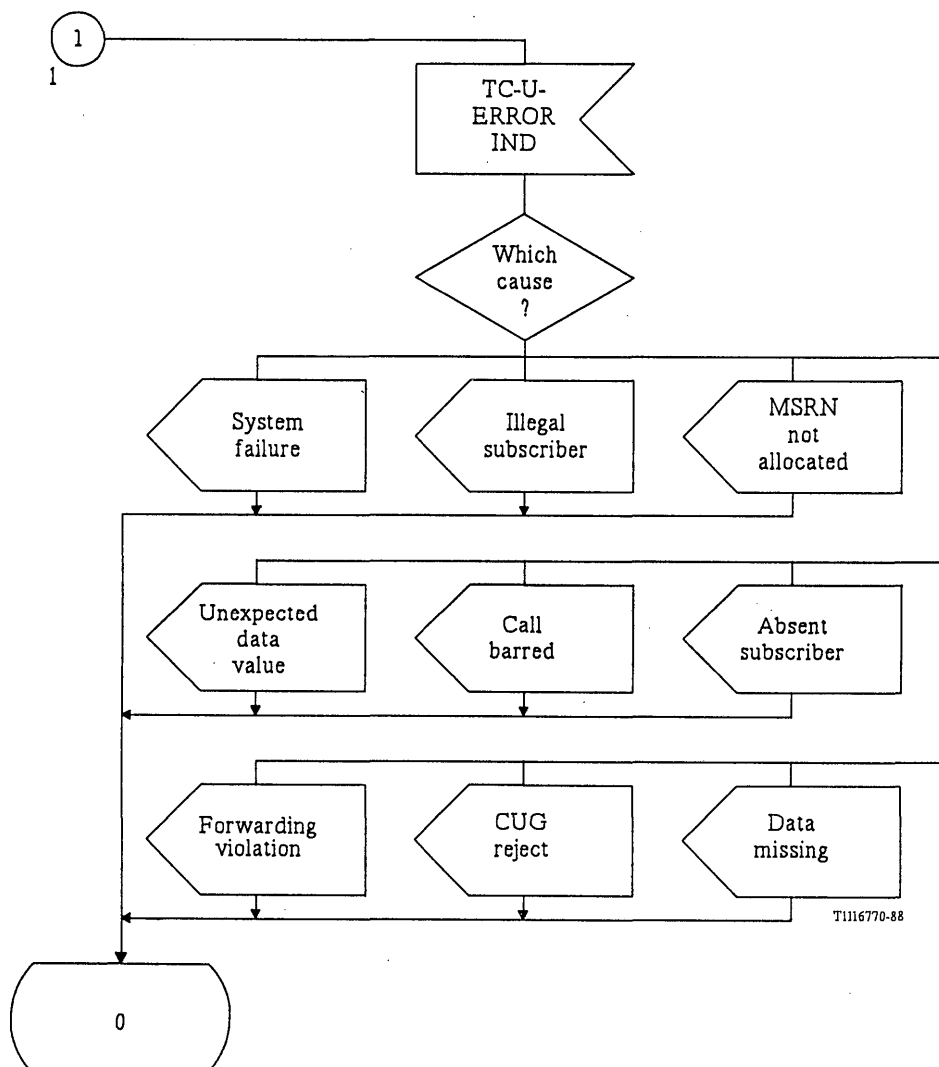 1
1
TC-U-
ERROR
IND
Which
cause
?
System
failure
Illegal
subscriber
MSRN
not
allocated
Unexpected
data
value
Call
barred
Absent
subscriber
Forwarding
violation
CUG
reject
Data
missing
T1116770-88
0